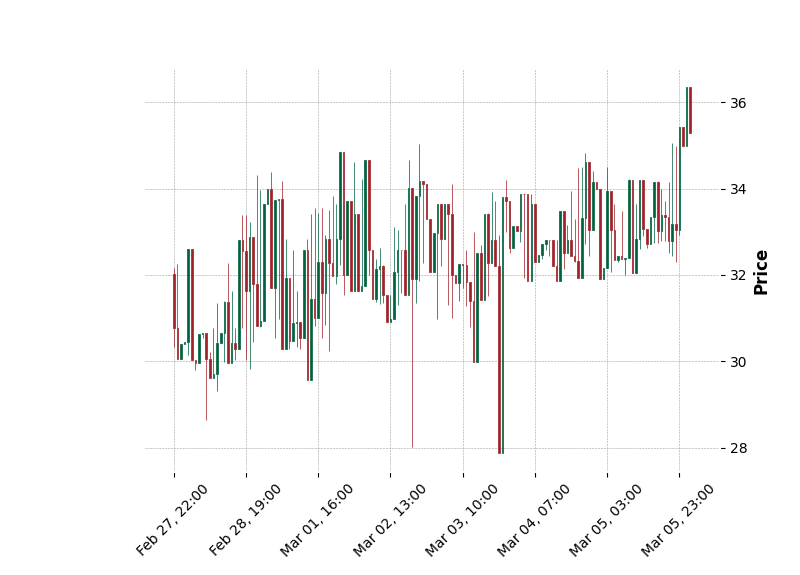 36
34
32
30
28
Price
Feb 27, 22:00
Feb 28, 19:00
Mar 01, 16:00
Mar 02, 13:00
Mar 03, 10:00
Mar 04, 07:00
Mar 05, 03:00
Mar 05, 23:00